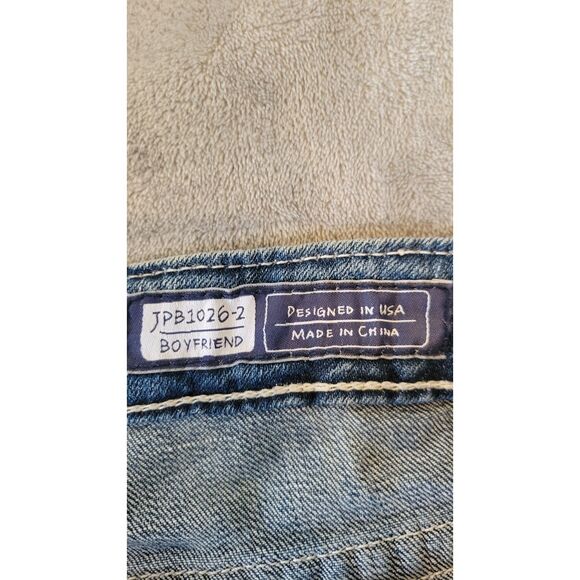 JPB1026-2
BOYFRIEND
DESIGNED IN USA
MADE IN CHINA